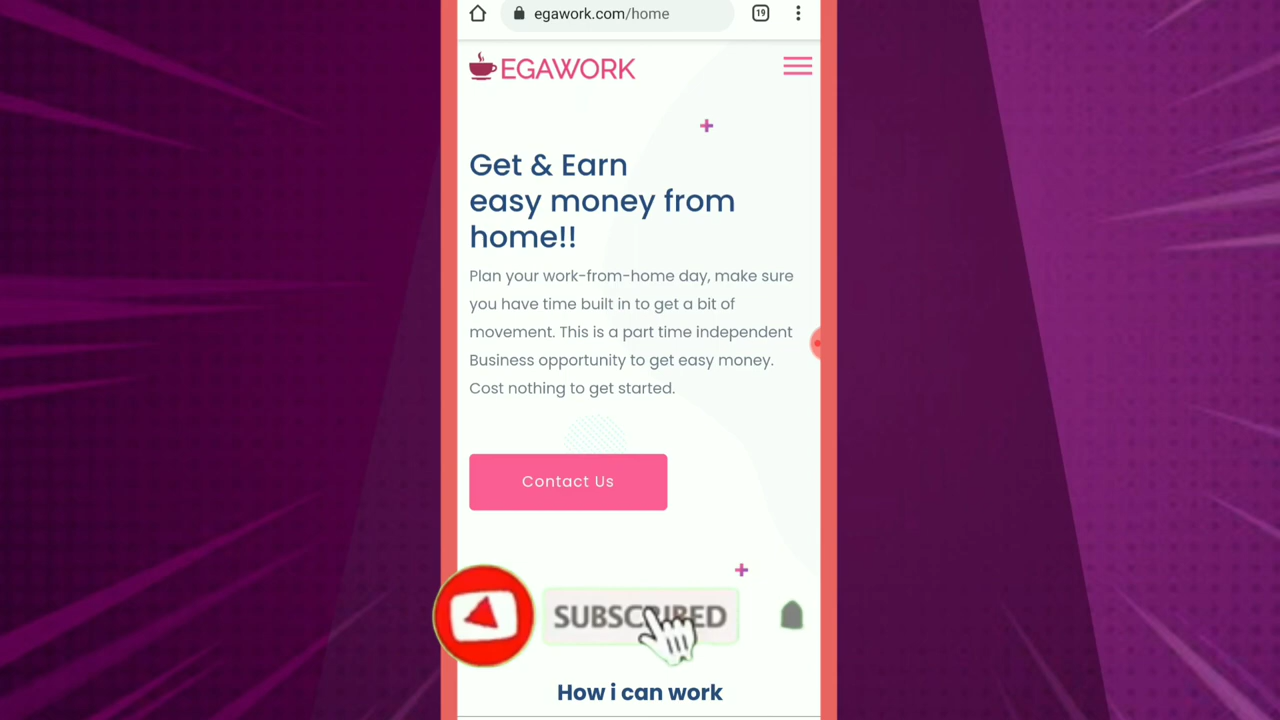 egawork.com/home
19
EGAWORK
Get & Earn
easy money from
home!!
Plan your work-from-home day, make sure
you have time built in to get a bit of
movement. This is a part time independent
Business opportunity to get easy money.
Cost nothing to get started.
Contact Us
SUBSCRIBED
How i can work